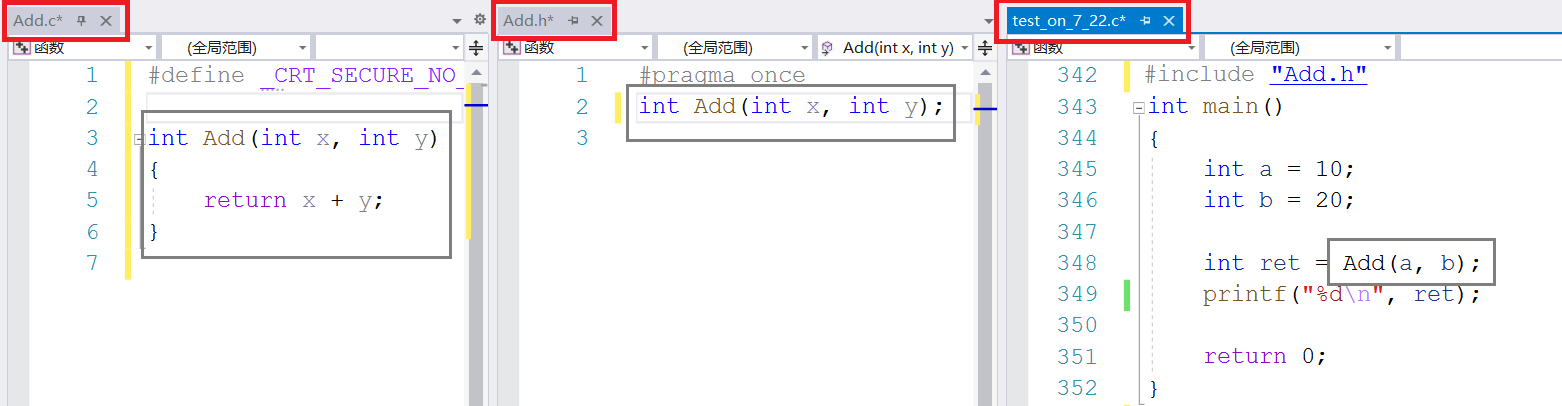 Add.c*
函数
(全局范围)
1 #define _CRT_SECURE_NO_
2
3 int Add(int x, int y)
4 {
5 return x + y;
6 }
7
Add.h*
函数
(全局范围)
Add(int x, int y)
1 #pragma once
2 int Add(int x, int y);
3
test_on_7_22.c*
函数
(全局范围)
342 #include "Add.h"
343 int main()
344 {
345 int a = 10;
346 int b = 20;
347
348 int ret = Add(a, b);
349 printf("%d\n", ret);
350
351 return 0;
352 }